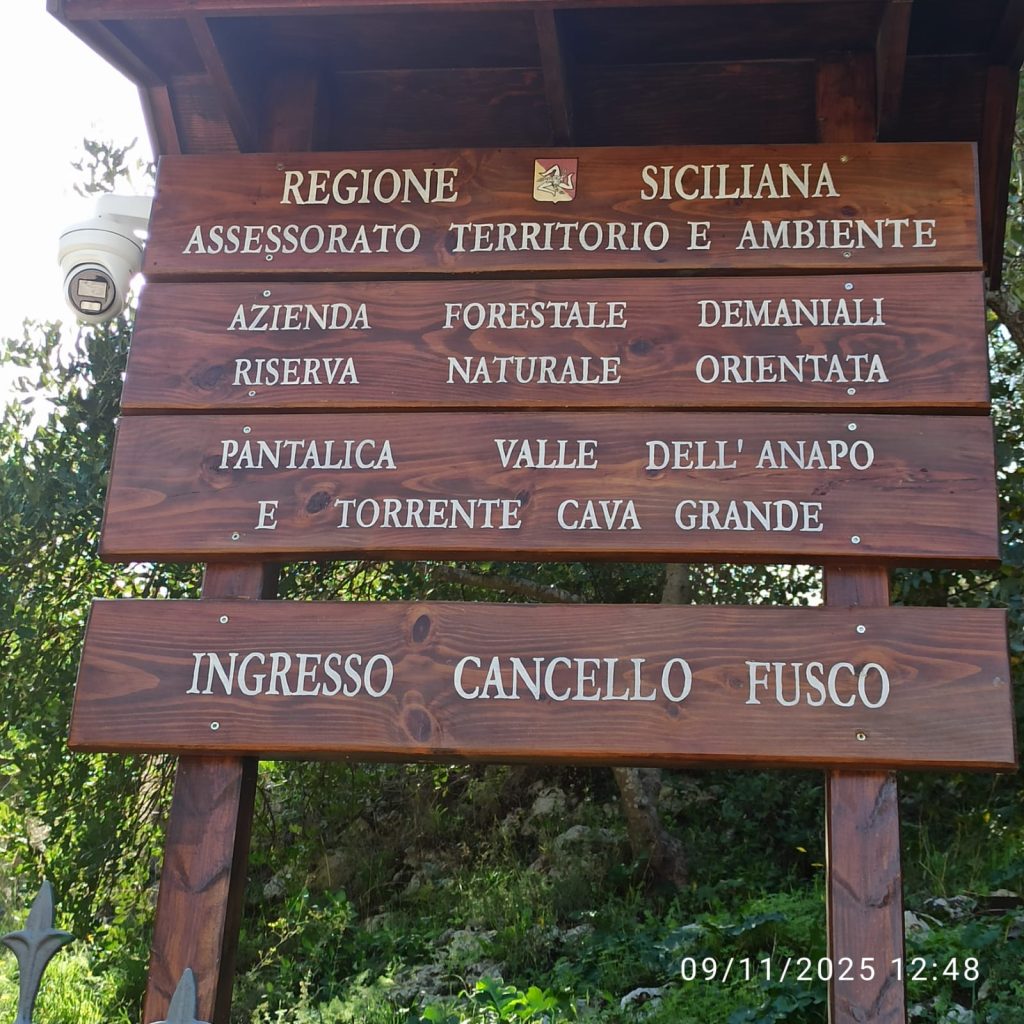 REGIONE SICILIANA
ASSESSORATO TERRITORIO E AMBIENTE
AZIENDA FORESTALE DEMANIALI
RISERVA NATURALE ORIENTATA
PANTALICA VALLE DELL'ANAPO
E TORRENTE CAVA GRANDE
INGRESSO CANCELLO FUSCO
09/11/2025 12:48